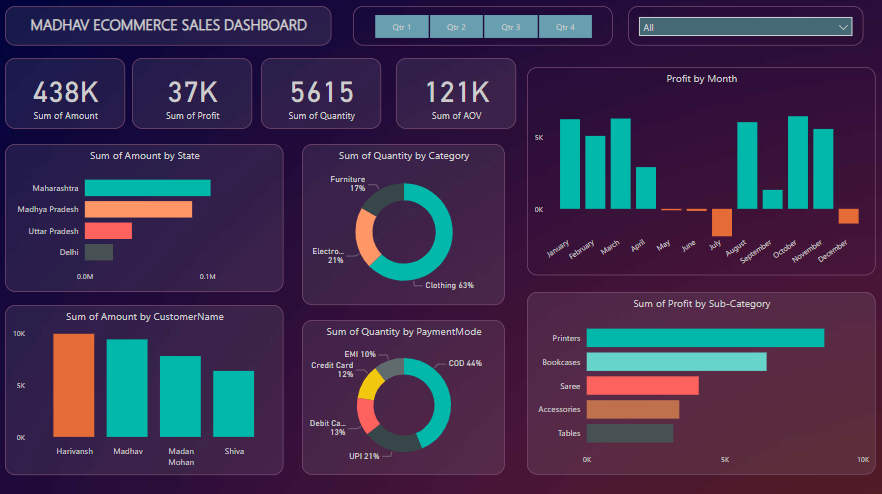 MADHAV ECOMMERCE SALES DASHBOARD
Qtr 1 Qtr 2 Qtr 3 Qtr 4
All
438K
Sum of Amount
37K
Sum of Profit
5615
Sum of Quantity
121K
Sum of AOV
Profit by Month
5K
0K
January February March April May June July August September October November December
Sum of Amount by State
Maharashtra
Madhya Pradesh
Uttar Pradesh
Delhi
0.0M 0.1M
Sum of Quantity by Category
Furniture
17%
Electro...
21%
Clothing 63%
Sum of Amount by CustomerName
10K
5K
0K
Harivansh Madhav Madan Shiva
Mohan
Sum of Quantity by PaymentMode
EMI 10%
COD 44%
Credit Card
12%
Debit Ca...
13%
UPI 21%
Sum of Profit by Sub-Category
Printers
Bookcases
Saree
Accessories
Tables
0K 5K 10K